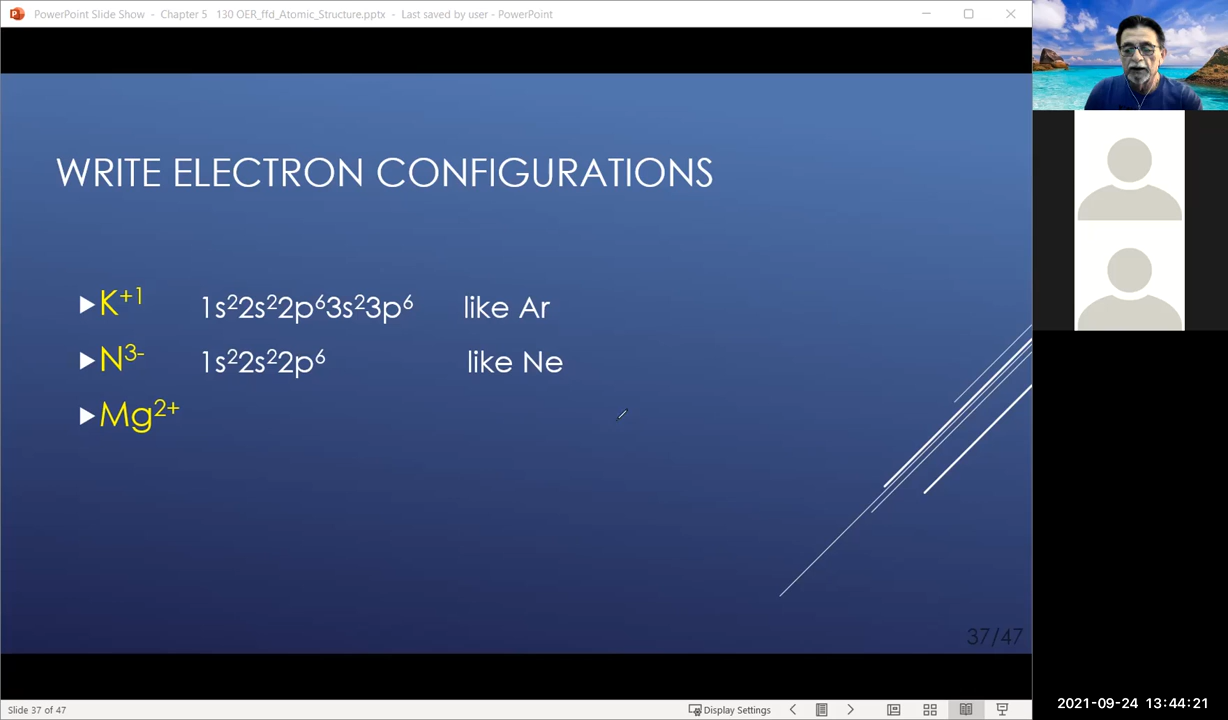 PowerPoint Slide Show - Chapter 5 130 OER_ffd_Atomic_Structure.pptx - Last saved by user - PowerPoint
WRITE ELECTRON CONFIGURATIONS
K⁺¹ 1s²2s²2p⁶3s²3p⁶ like Ar
N³⁻ 1s²2s²2p⁶ like Ne
Mg²⁺
37/47
Slide 37 of 47
Display Settings
2021-09-24 13:44:21